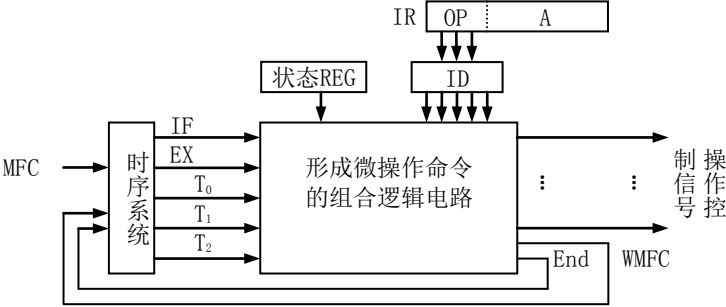 IR OP A
状态REG
ID
MFC
时序系统
IF
EX
T₀
T₁
T₂
形成微操作命令
的组合逻辑电路
操作控
制信号
End
WMFC